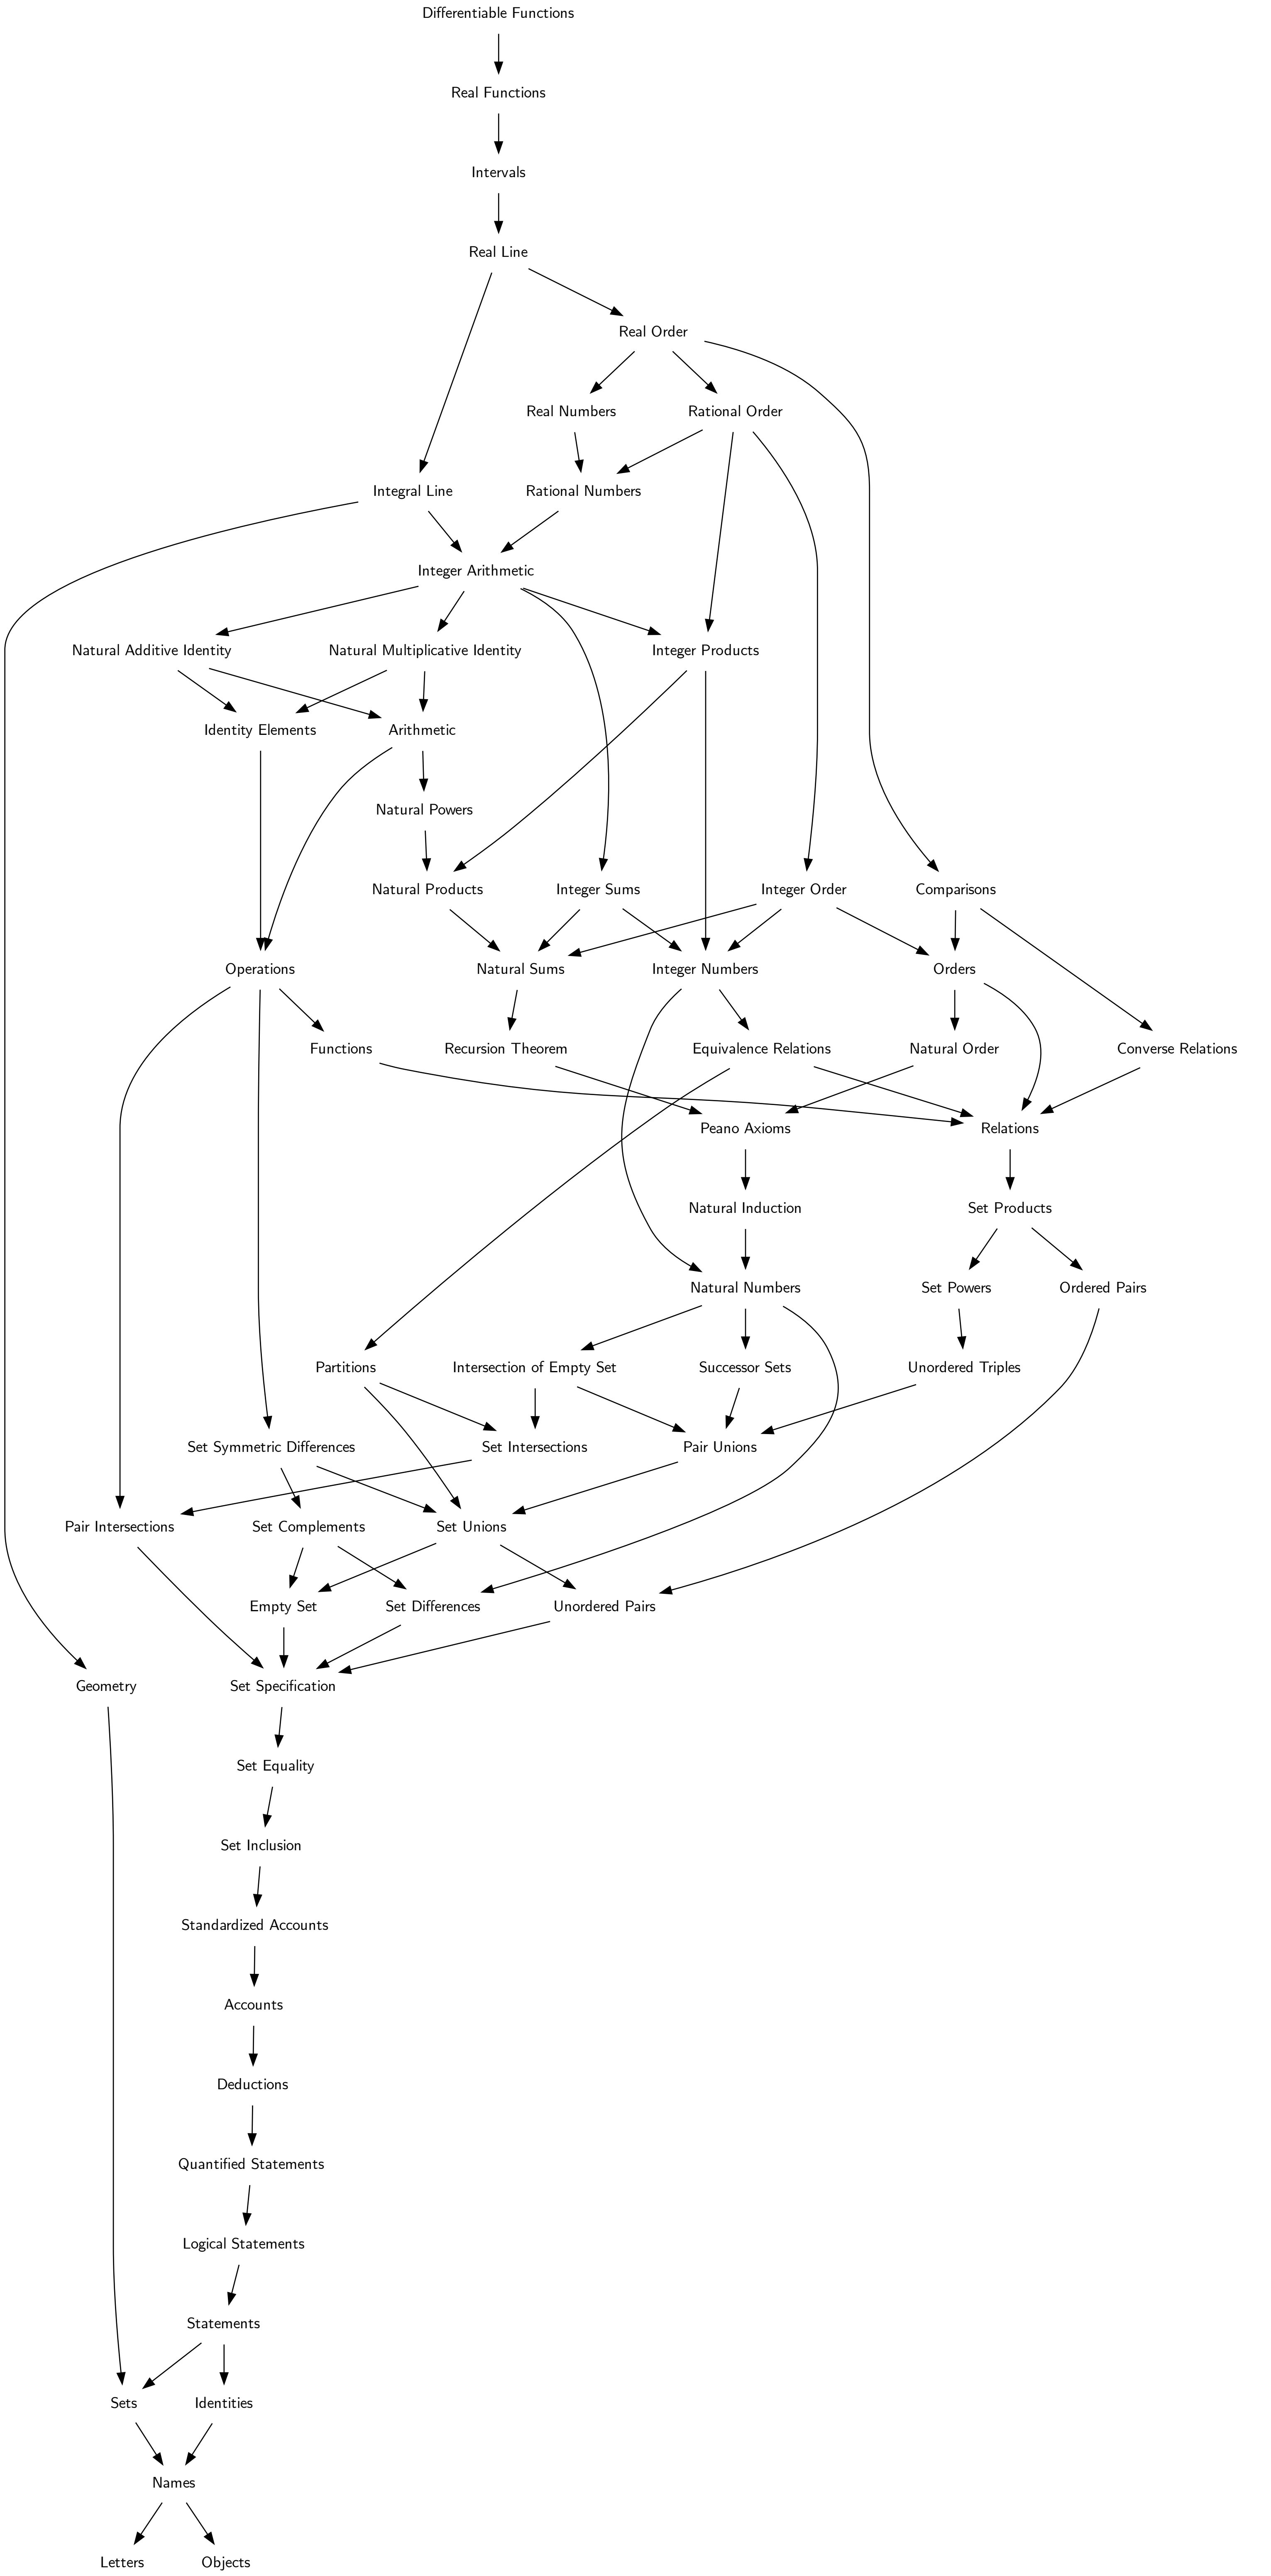 Differentiable Functions
Real Functions
Intervals
Real Line
Real Order
Real Numbers
Rational Order
Integral Line
Rational Numbers
Integer Arithmetic
Natural Additive Identity
Natural Multiplicative Identity
Integer Products
Identity Elements
Arithmetic
Natural Powers
Natural Products
Integer Sums
Integer Order
Comparisons
Operations
Natural Sums
Integer Numbers
Orders
Functions
Recursion Theorem
Equivalence Relations
Natural Order
Converse Relations
Peano Axioms
Relations
Natural Induction
Set Products
Natural Numbers
Set Powers
Ordered Pairs
Partitions
Intersection of Empty Set
Successor Sets
Unordered Triples
Set Symmetric Differences
Set Intersections
Pair Unions
Pair Intersections
Set Complements
Set Unions
Empty Set
Set Differences
Unordered Pairs
Geometry
Set Specification
Set Equality
Set Inclusion
Standardized Accounts
Accounts
Deductions
Quantified Statements
Logical Statements
Statements
Sets
Identities
Names
Letters
Objects